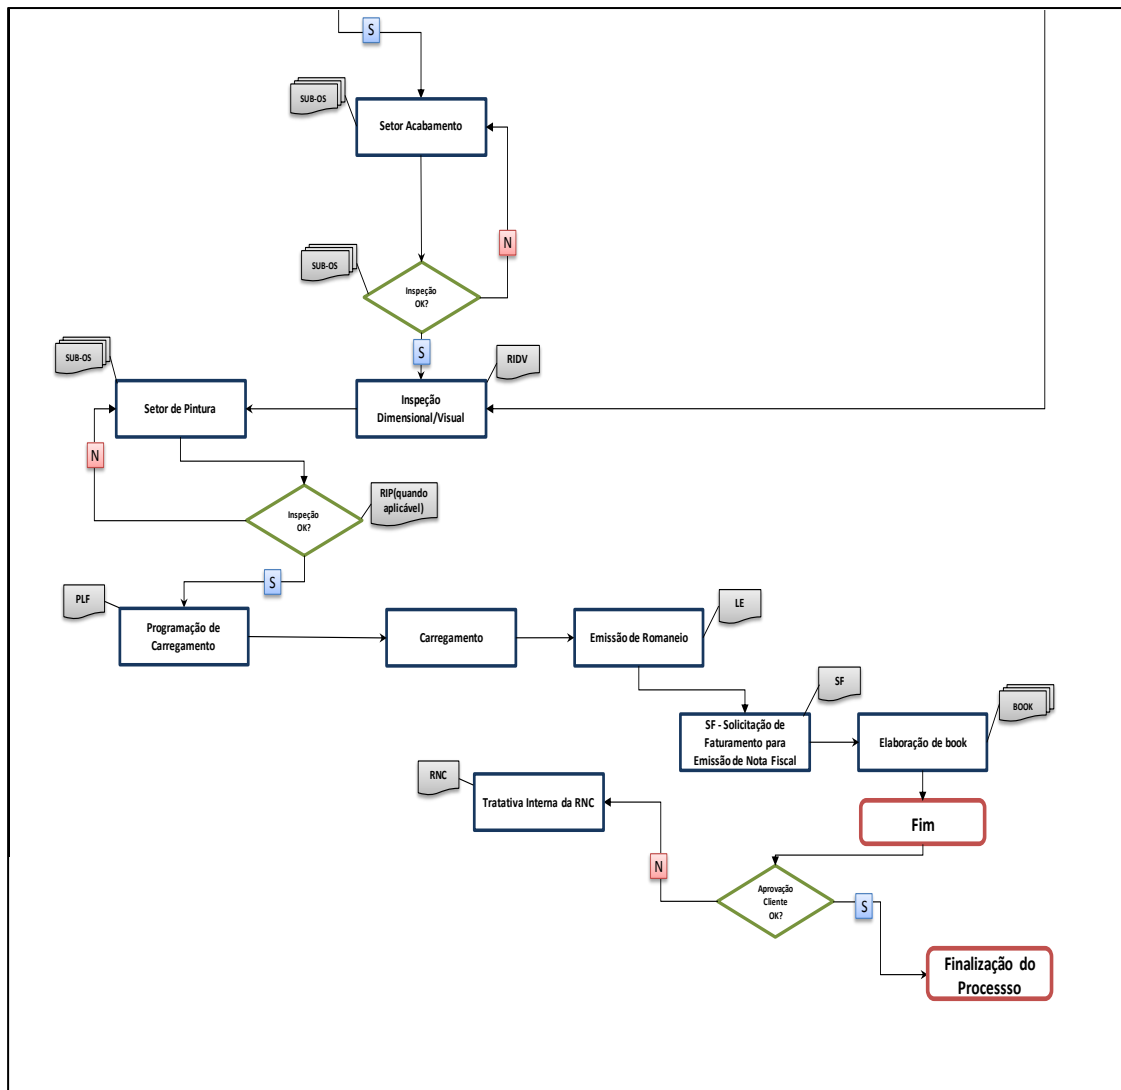 S
SUB-OS
Setor Acabamento
N
SUB-OS
Inspeção
OK?
S
SUB-OS
RIDV
Setor de Pintura
Inspeção
Dimensional/Visual
N
RIP(quando
aplicável)
Inspeção
OK?
S
PLF
LE
Programação de
Carregamento
Carregamento
Emissão de Romaneio
SF
BOOK
SF - Solicitação de
Faturamento para
Emissão de Nota Fiscal
Elaboração de book
RNC
Tratativa Interna da RNC
Fim
N
Aprovação
Cliente
OK?
S
Finalização do
Processso